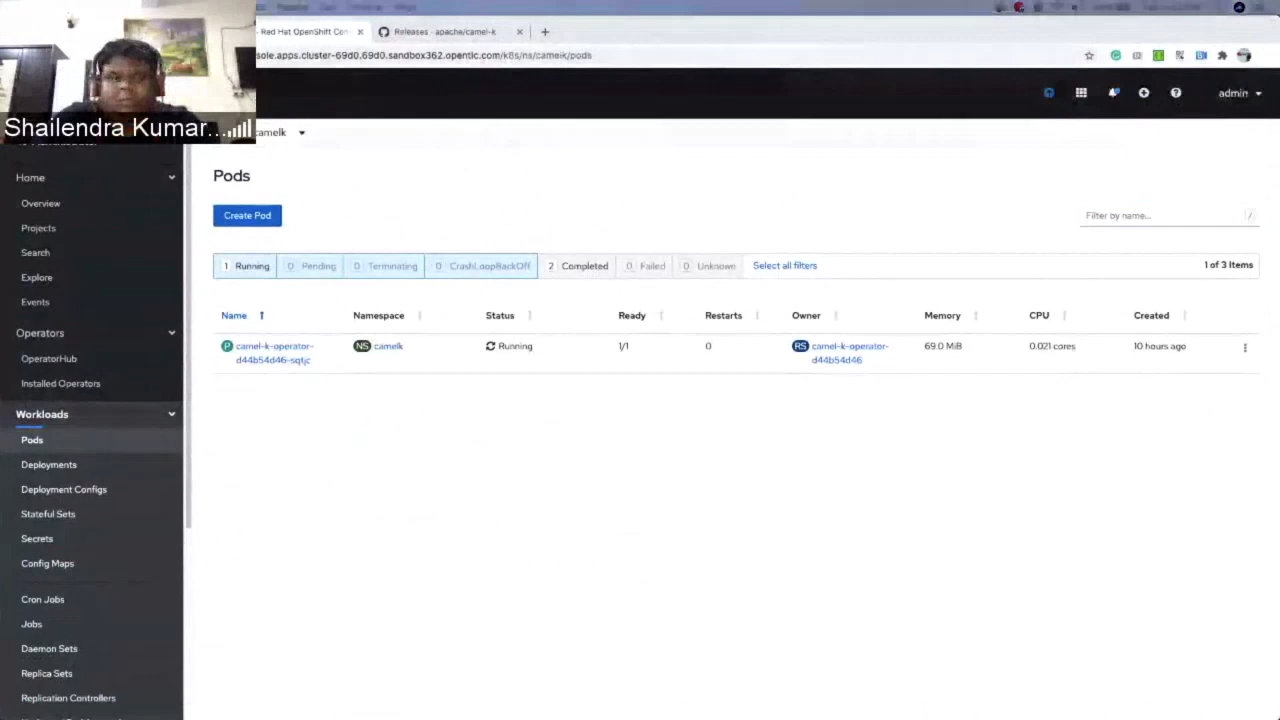 - Red Hat OpenShift Con
Releases · apache/camel-k
sole.apps.cluster-69d0.69d0.sandbox362.opentlc.com/k8s/ns/camelk/pods
admin
Shailendra Kumar...
camelk
Home
Overview
Projects
Search
Explore
Events
Operators
OperatorHub
Installed Operators
Workloads
Pods
Deployments
Deployment Configs
Stateful Sets
Secrets
Config Maps
Cron Jobs
Jobs
Daemon Sets
Replica Sets
Replication Controllers
Pods
Create Pod
Filter by name...
/
1 Running 0 Pending 0 Terminating 0 CrashLoopBackOff 2 Completed 0 Failed 0 Unknown Select all filters 1 of 3 Items
Name Namespace Status Ready Restarts Owner Memory CPU Created
P camel-k-operator- NS camelk Running 1/1 0 RS camel-k-operator- 69.0 MiB 0.021 cores 10 hours ago
d44b54d46-sqtjc d44b54d46